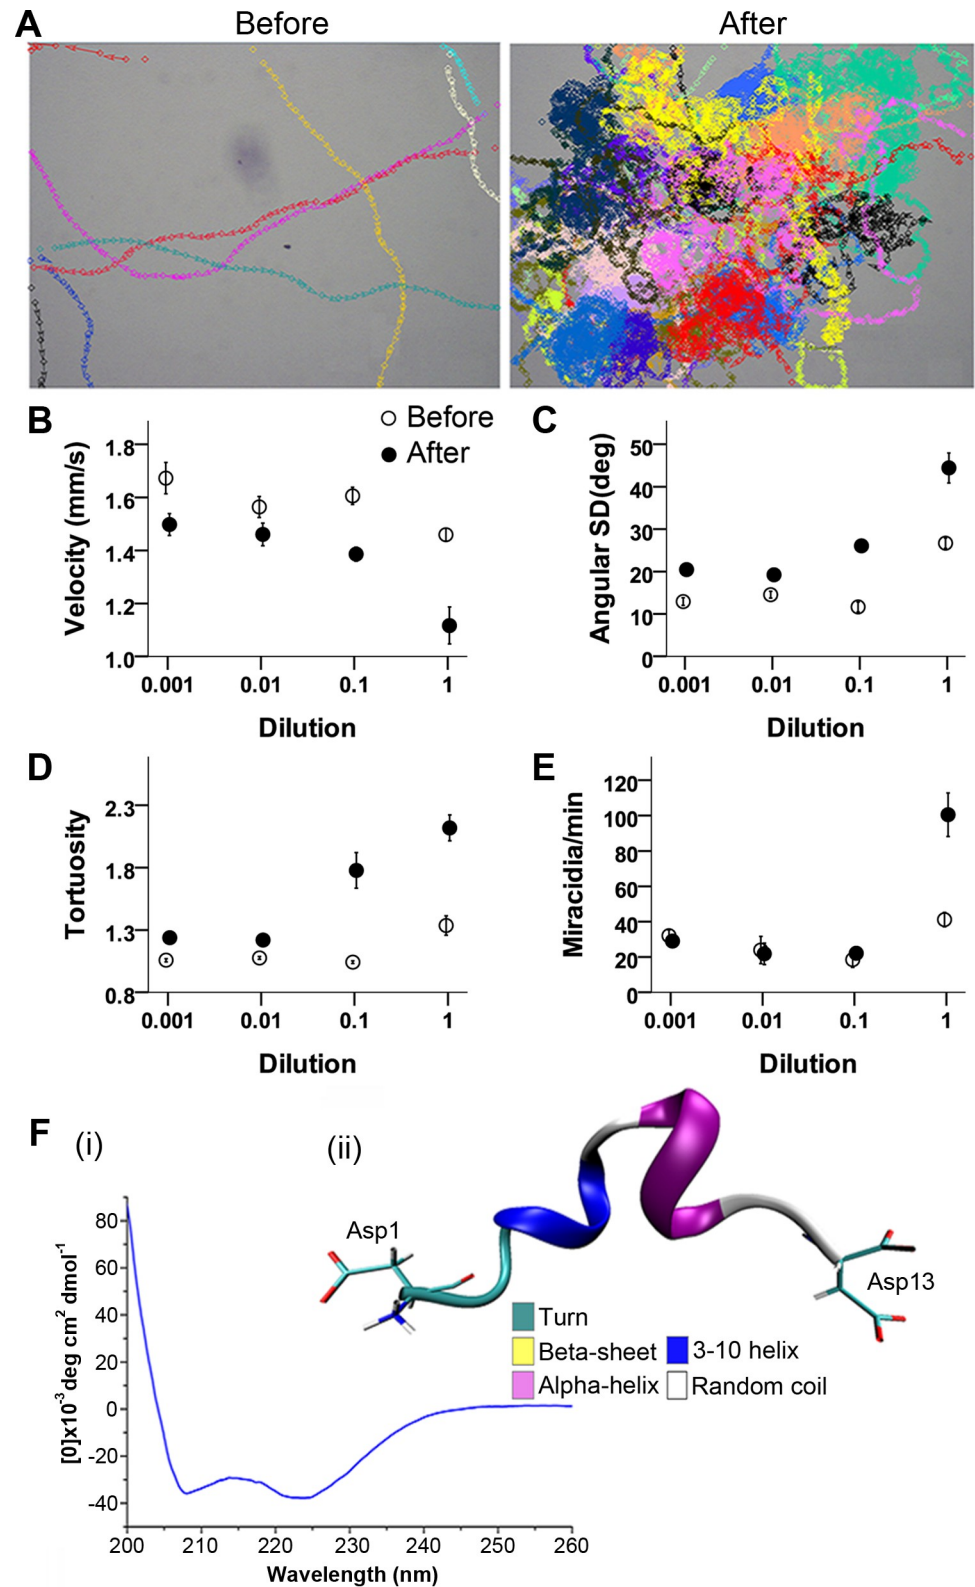 A
Before
After
B
Before
After
Velocity (mm/s)
1.8
1.6
1.4
1.2
1.0
0.001 0.01 0.1 1
Dilution
C
Angular SD(deg)
50
40
30
20
10
0
0.001 0.01 0.1 1
Dilution
D
Tortuosity
2.3
1.8
1.3
0.8
0.001 0.01 0.1 1
Dilution
E
Miracidia/min
120
100
80
60
40
20
0
0.001 0.01 0.1 1
Dilution
F
(i)
[0]x10⁻³ deg cm² dmol⁻¹
80
60
40
20
0
-20
-40
200 210 220 230 240 250 260
Wavelength (nm)
(ii)
Asp1
Asp13
Turn
Beta-sheet
3-10 helix
Alpha-helix
Random coil